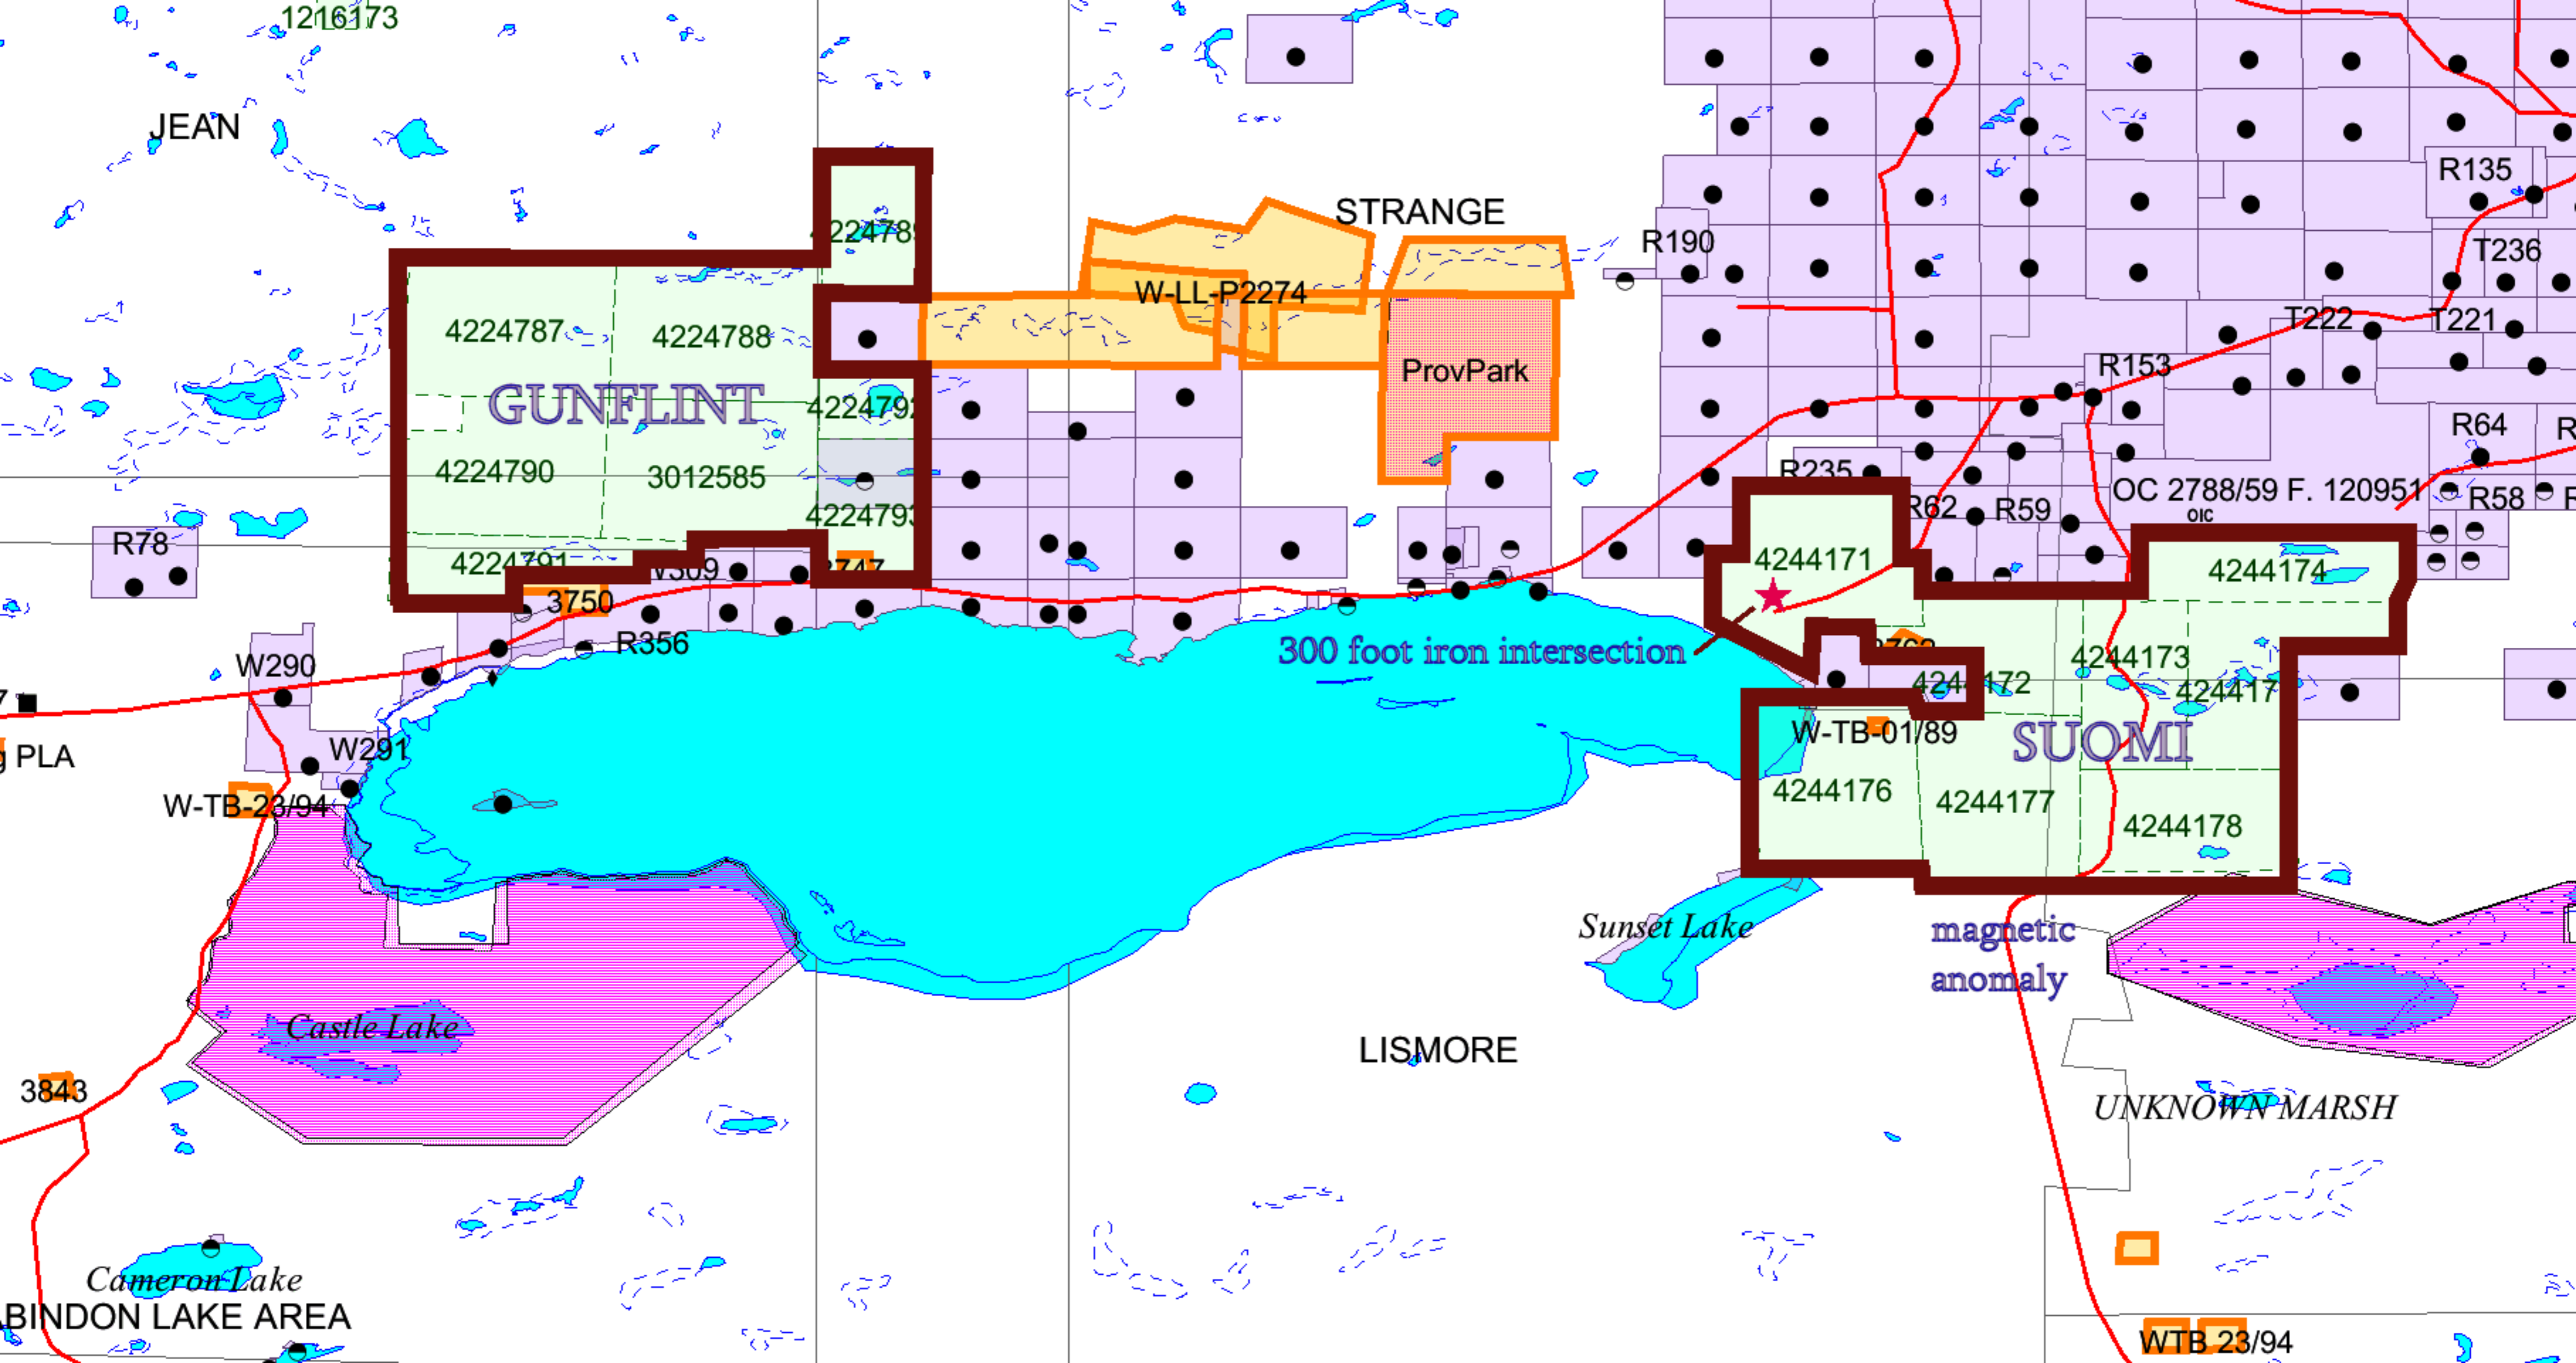 1216173
JEAN
STRANGE
R135
R190
T236
W-LL-P2274
T222
T221
4224787
4224788
ProvPark
R153
GUNFLINT
R64
4224790
3012585
R235
OC 2788/59 F. 120951
OIC
R62
R59
R58
R78
4224791
4244171
4244174
3750
R356
300 foot iron intersection
4244172
4244173
W290
W291
PLA
W-TB-01/89
SUOMI
W-TB-23/94
4244176
4244177
4244178
Sunset Lake
magnetic
anomaly
Castle Lake
LISMORE
3843
UNKNOWN MARSH
Cameron Lake
BINDON LAKE AREA
WTB 23/94